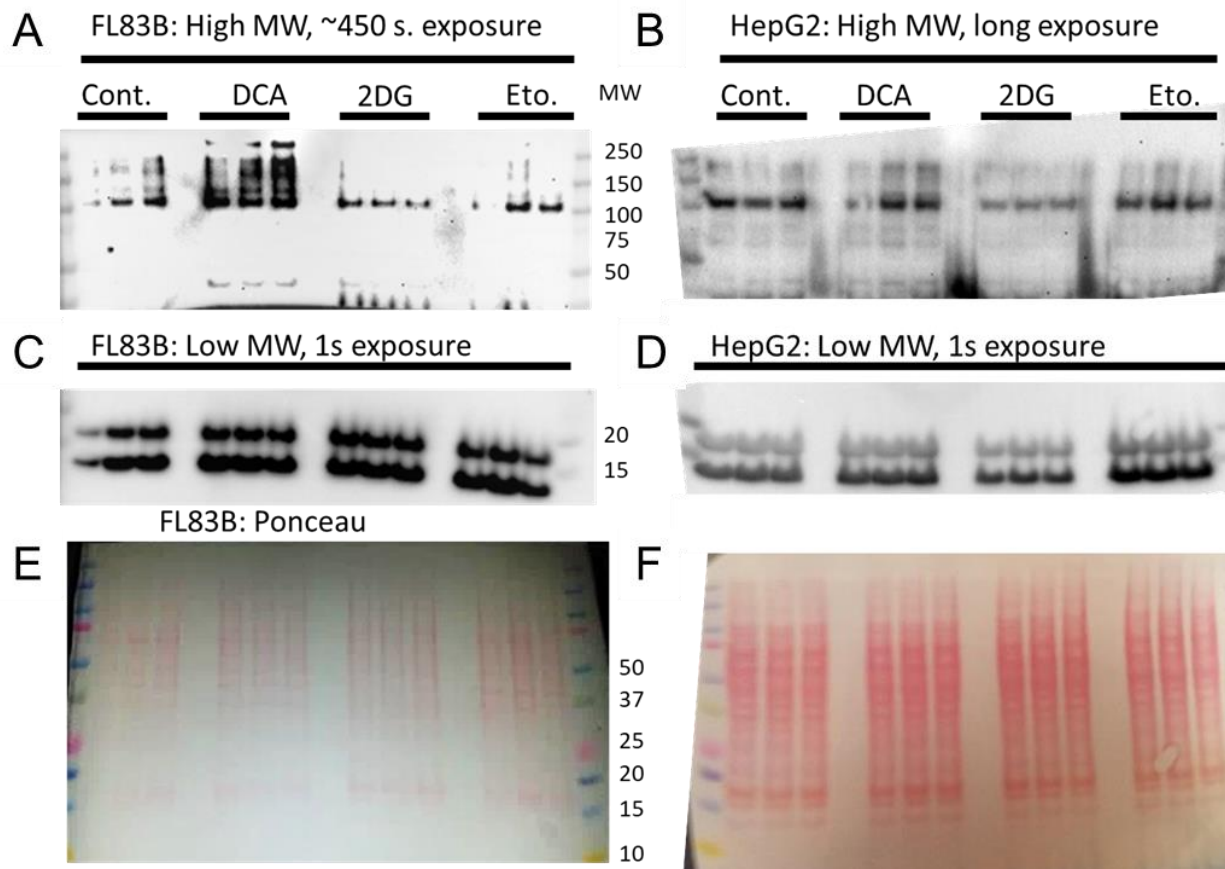 A
FL83B: High MW, ~450 s. exposure
Cont.
DCA
2DG
Eto.
MW
250
150
100
75
50
B
HepG2: High MW, long exposure
Cont.
DCA
2DG
Eto.
C
FL83B: Low MW, 1s exposure
20
15
D
HepG2: Low MW, 1s exposure
FL83B: Ponceau
E
50
37
25
20
15
10
F